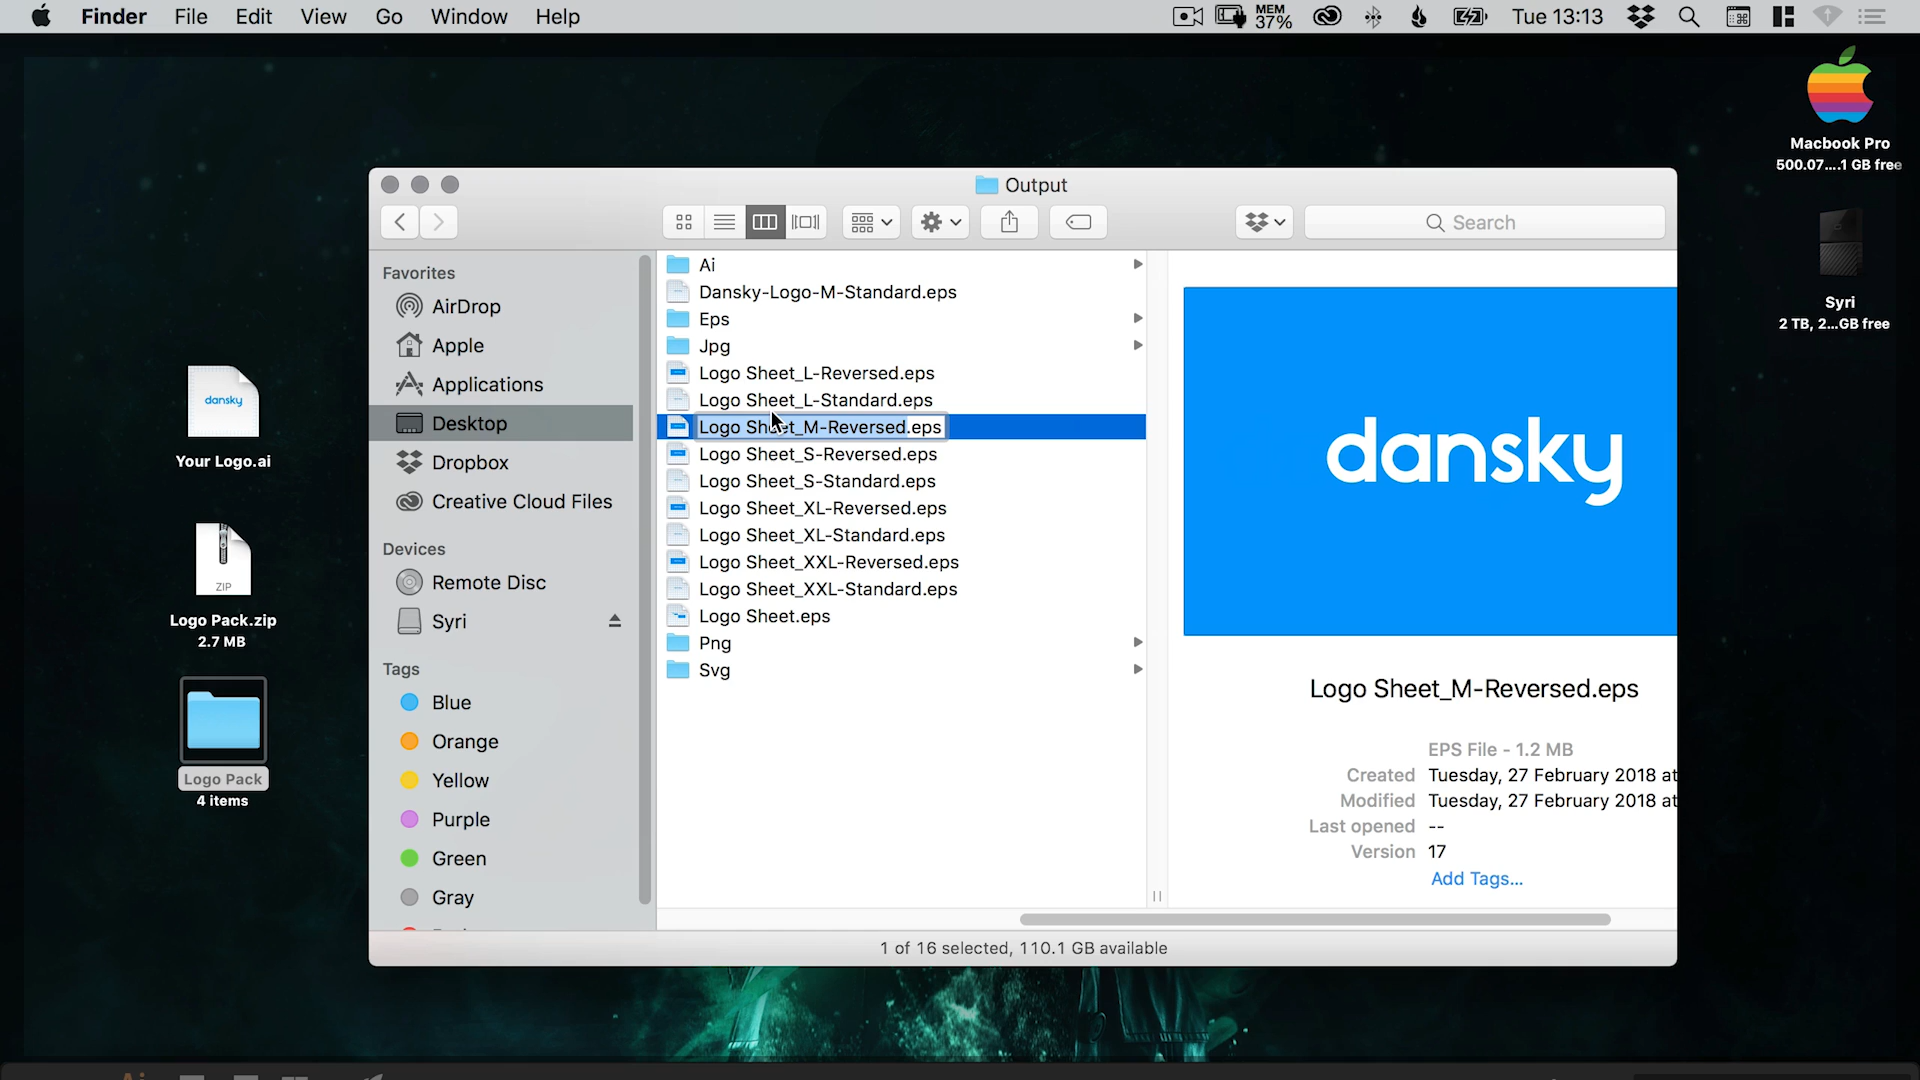 Finder File Edit View Go Window Help MEM 37% Tue 13:13
Macbook Pro
500.07....1 GB free
Syri
2 TB, 2...GB free
dansky
Your Logo.ai
ZIP
Logo Pack.zip
2.7 MB
Logo Pack
4 items
Output
Search
Favorites
AirDrop
Apple
Applications
Desktop
Dropbox
Creative Cloud Files
Devices
Remote Disc
Syri
Tags
Blue
Orange
Yellow
Purple
Green
Gray
Ai
Dansky-Logo-M-Standard.eps
Eps
Jpg
Logo Sheet_L-Reversed.eps
Logo Sheet_L-Standard.eps
Logo Sheet_M-Reversed.eps
Logo Sheet_S-Reversed.eps
Logo Sheet_S-Standard.eps
Logo Sheet_XL-Reversed.eps
Logo Sheet_XL-Standard.eps
Logo Sheet_XXL-Reversed.eps
Logo Sheet_XXL-Standard.eps
Logo Sheet.eps
Png
Svg
dansky
Logo Sheet_M-Reversed.eps
EPS File - 1.2 MB
Created Tuesday, 27 February 2018 at
Modified Tuesday, 27 February 2018 at
Last opened --
Version 17
Add Tags...
1 of 16 selected, 110.1 GB available